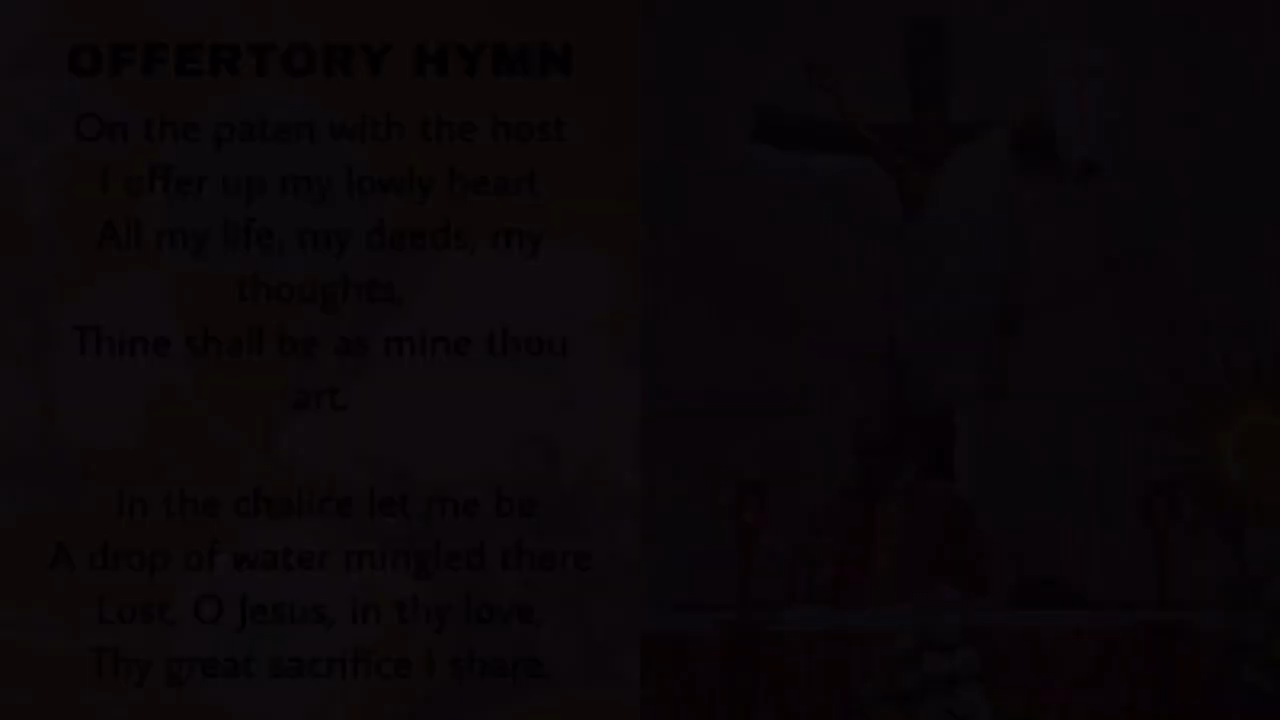 OFFERTORY HYMN
On the paten with the host
I offer up my lowly heart
All my life, my deeds, my
thoughts,
Thine shall be as mine thou
art.
In the chalice let me be
A drop of water mingled there
Lost, O Jesus, in thy love,
Thy great sacrifice I share.